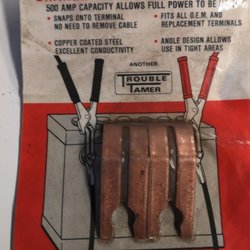 500 AMP CAPACITY ALLOWS FULL POWER TO BE
• SNAPS ONTO TERMINAL
NO NEED TO REMOVE CABLE
• FITS ALL O.E.M. AND
REPLACEMENT TERMINALS
• COPPER COATED STEEL
EXCELLENT CONDUCTIVITY
• ANGLE DESIGN ALLOWS
USE IN TIGHT AREAS
ANOTHER
TROUBLE
TAMER